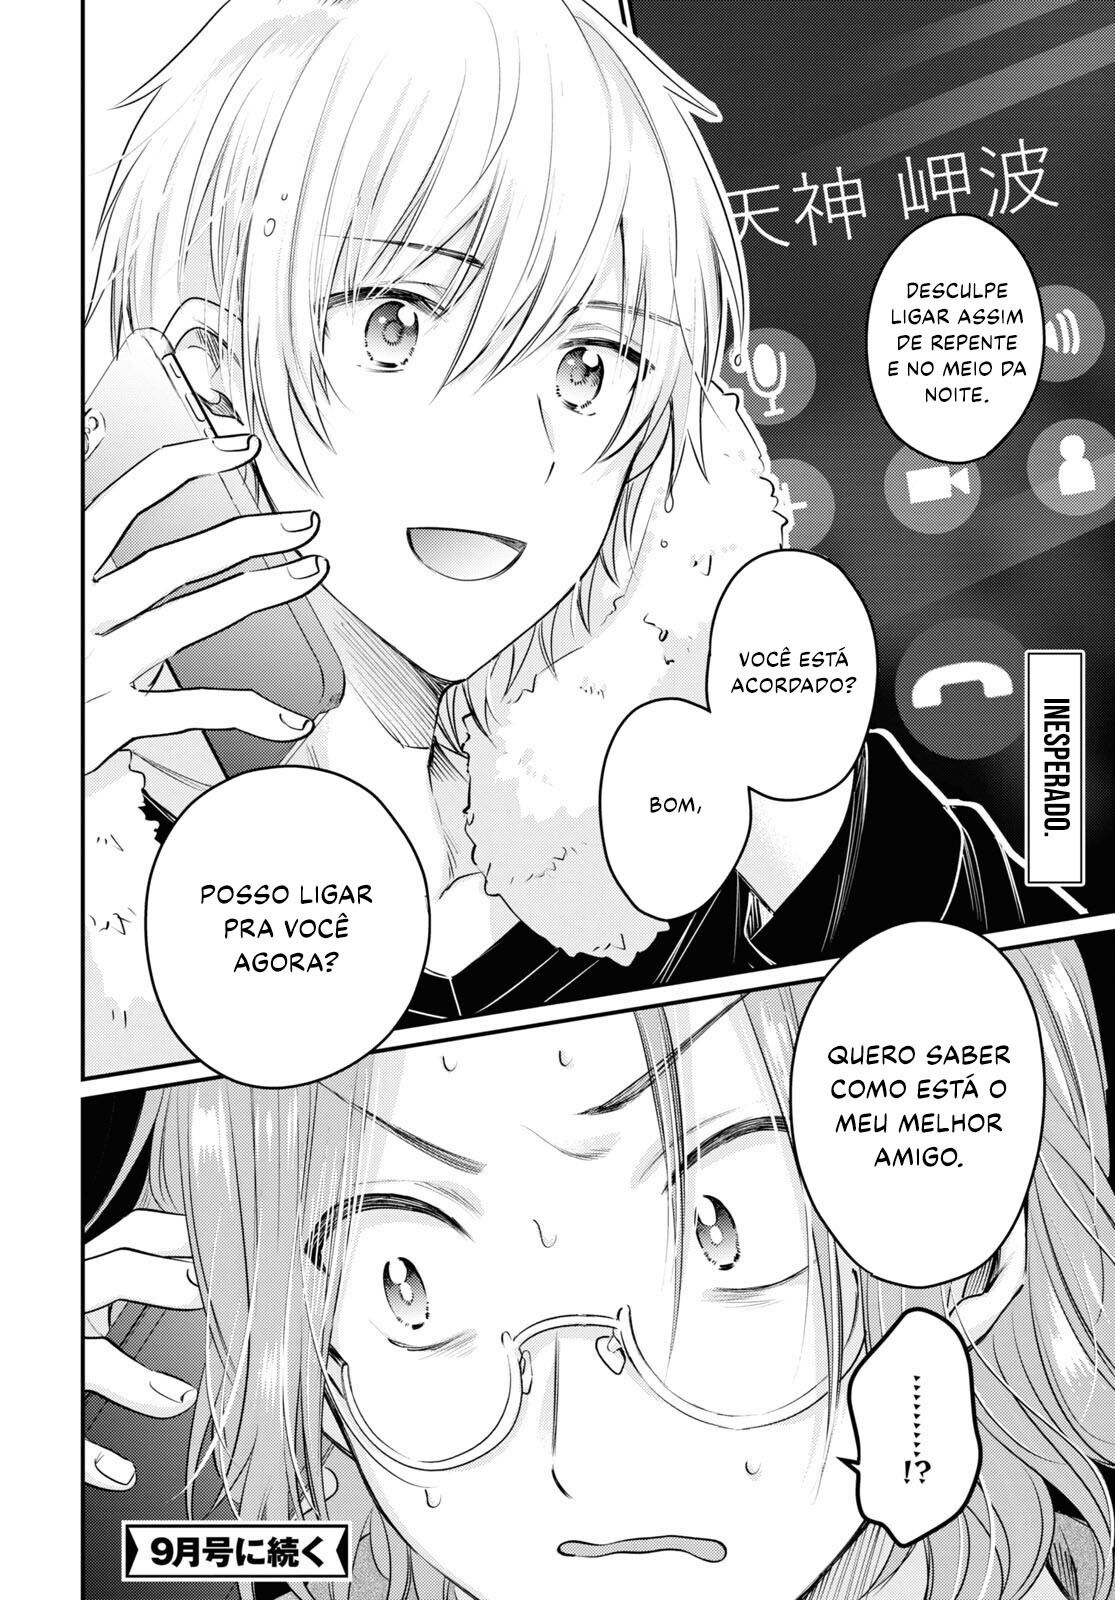 天神 岬波
DESCULPE
LIGAR ASSIM
DE REPENTE
E NO MEIO DA
NOITE.
VOCÊ ESTÁ
ACORDADO?
BOM,
INESPERADO.
POSSO LIGAR
PRA VOCÊ
AGORA?
QUERO SABER
COMO ESTÁ O
MEU MELHOR
AMIGO.
..........!?
9月号に続く